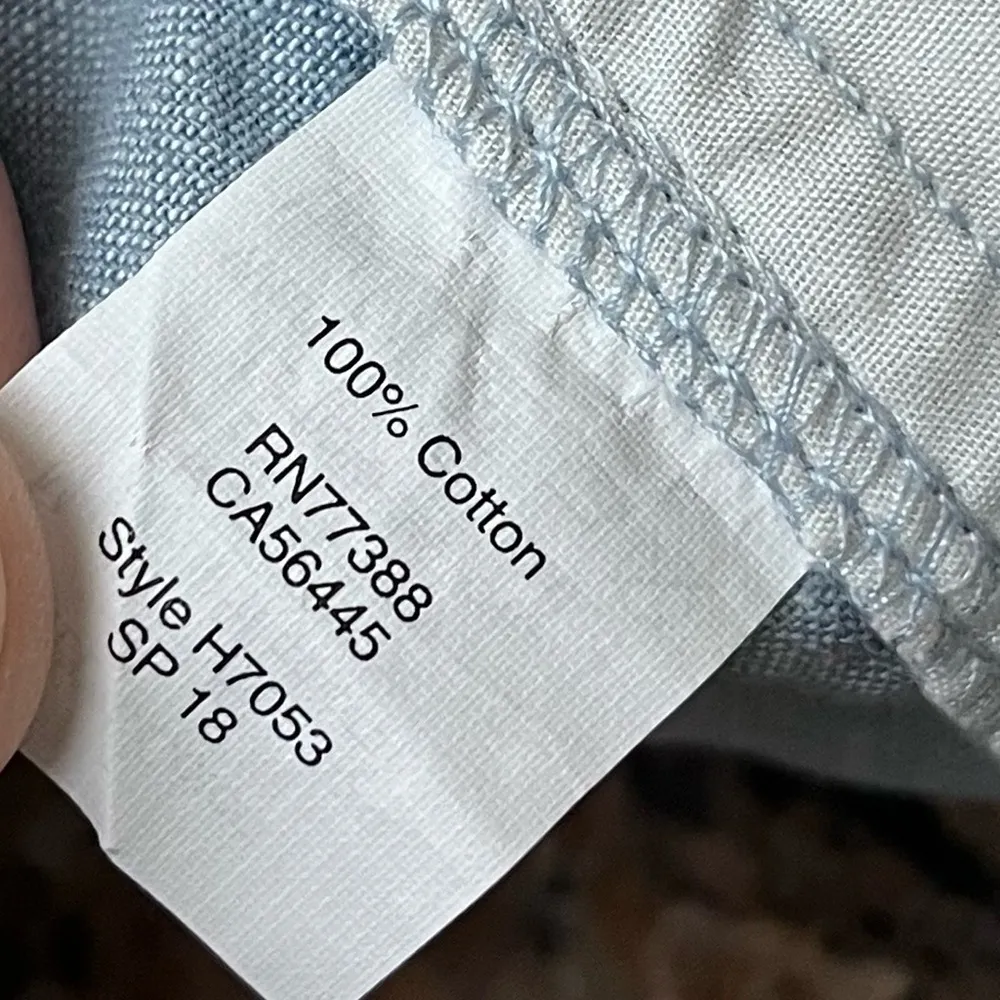 100% Cotton
RN77388
CA56445
Style H7053
SP 18